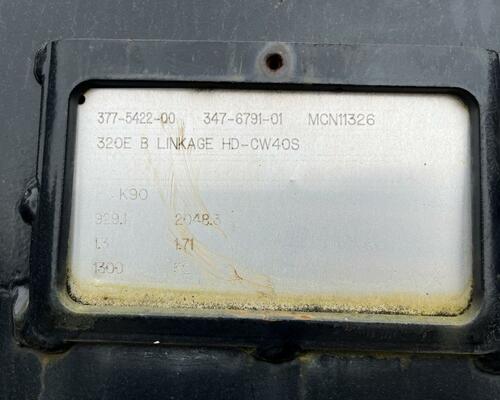 377-5422-00 347-6791-01 MCN11326
320E B LINKAGE HD-CW40S
K90
929.1 2048.3
1.3 1.71
1300